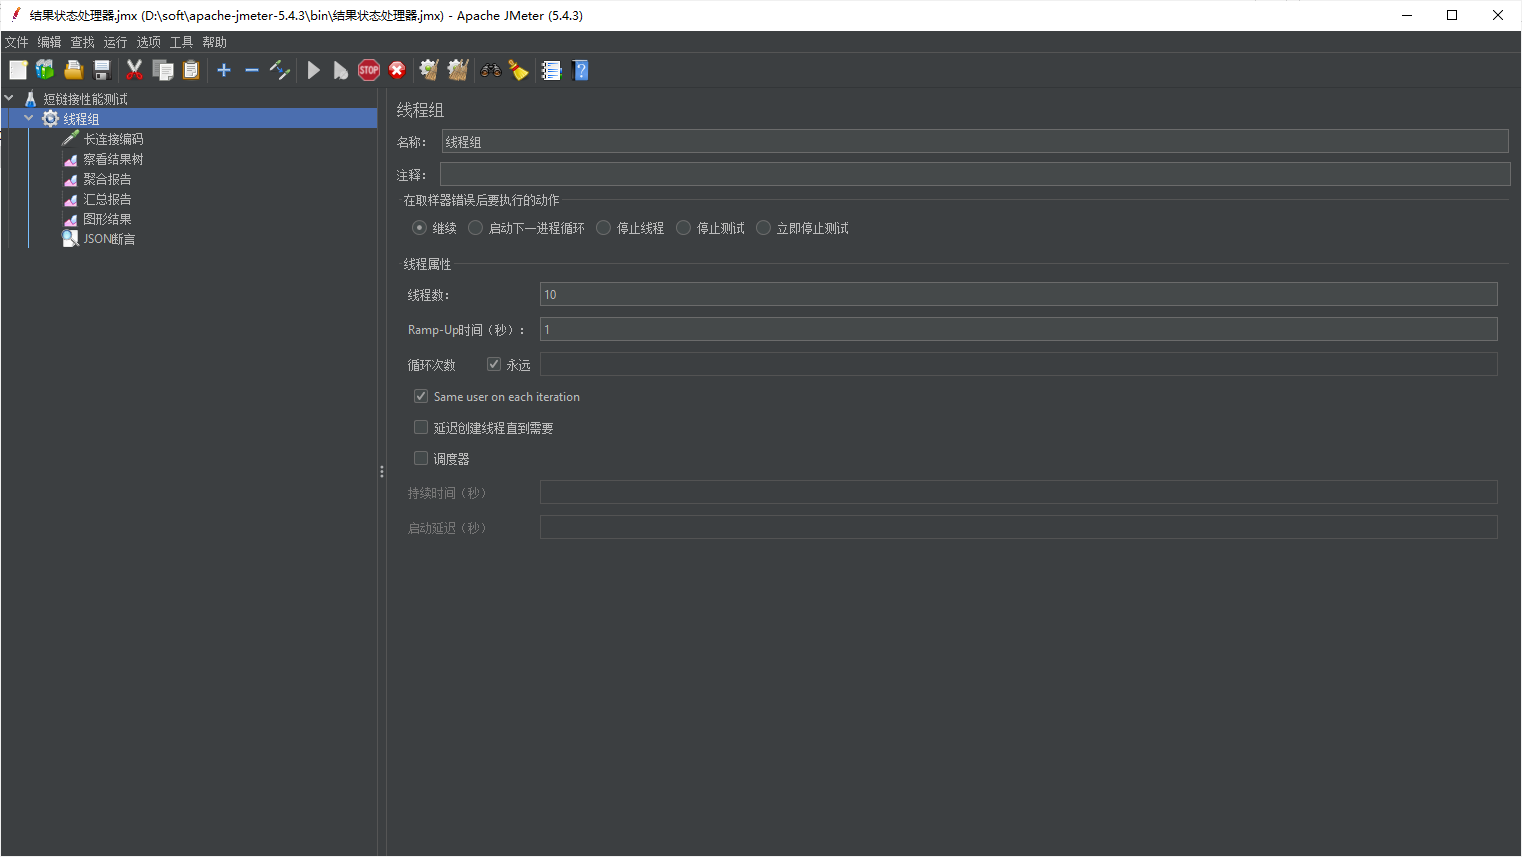 结果状态处理器.jmx (D:\soft\apache-jmeter-5.4.3\bin\结果状态处理器.jmx) - Apache JMeter (5.4.3)
文件 编辑 查找 运行 选项 工具 帮助
STOP
?
短链接性能测试
线程组
长连接编码
察看结果树
聚合报告
汇总报告
图形结果
JSON断言
线程组
名称： 线程组
注释：
在取样器错误后要执行的动作
继续 启动下一进程循环 停止线程 停止测试 立即停止测试
线程属性
线程数： 10
Ramp-Up时间（秒）： 1
循环次数 永远
Same user on each iteration
延迟创建线程直到需要
调度器
持续时间（秒）
启动延迟（秒）